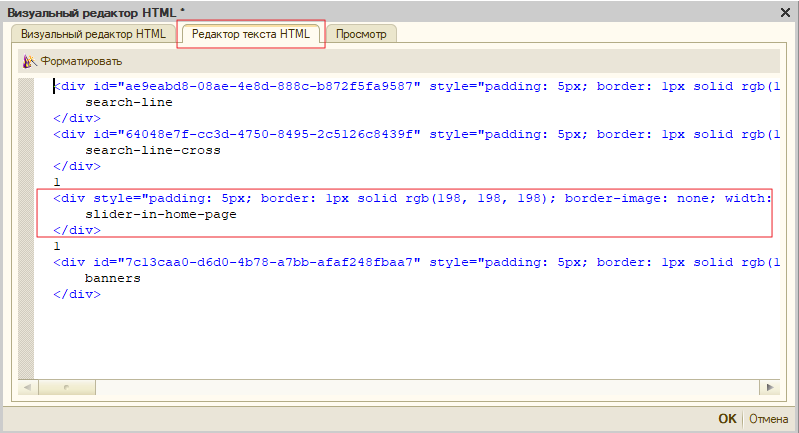 Визуальный редактор HTML *
Визуальный редактор HTML Редактор текста HTML Просмотр
Форматировать
<div id="ae9eabd8-08ae-4e8d-888c-b872f5fa9587" style="padding: 5px; border: 1px solid rgb(1
search-line
</div>
<div id="64048e7f-cc3d-4750-8495-2c5126c8439f" style="padding: 5px; border: 1px solid rgb(1
search-line-cross
</div>
1
<div style="padding: 5px; border: 1px solid rgb(198, 198, 198); border-image: none; width:
slider-in-home-page
</div>
1
<div id="7c13caa0-d6d0-4b78-a7bb-afaf248fbaa7" style="padding: 5px; border: 1px solid rgb(1
banners
</div>
OK Отмена